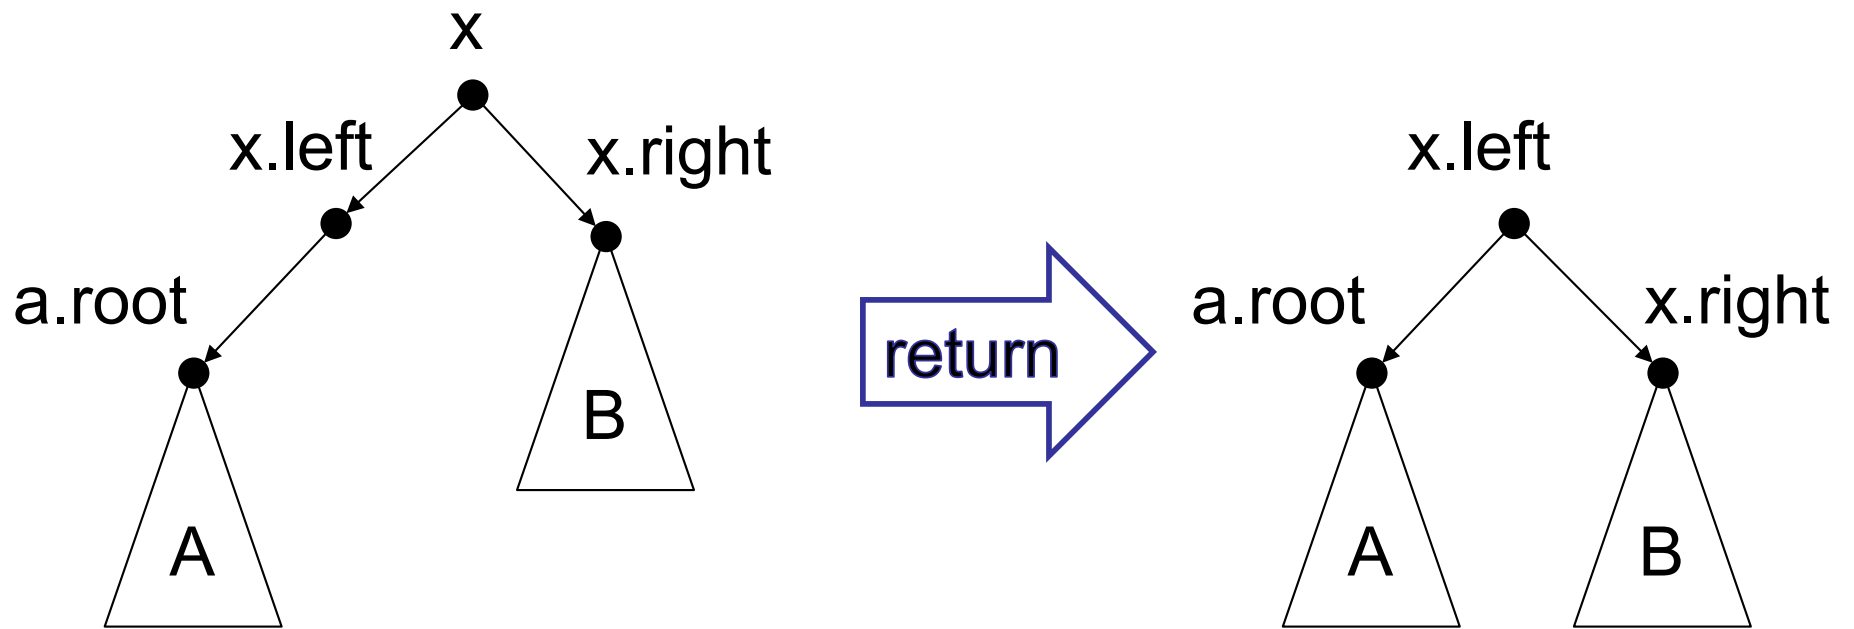 x
x.left
x.right
a.root
A
B
return
x.left
a.root
x.right
A
B